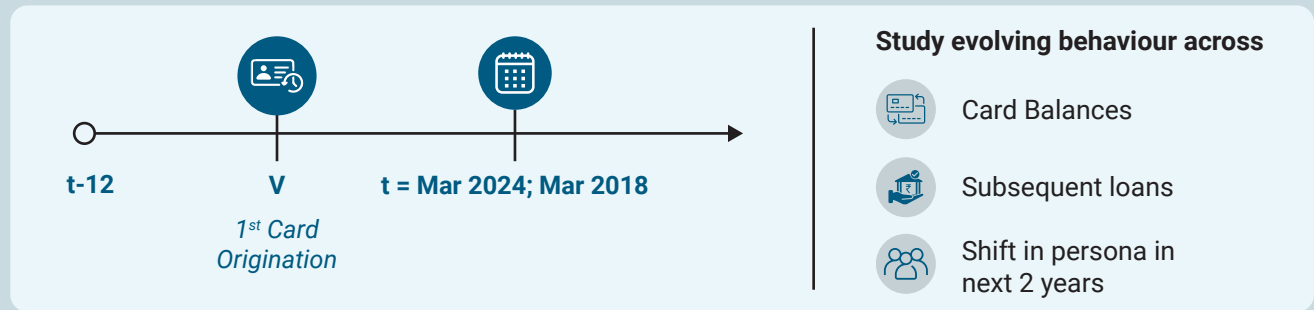 t-12
V
t = Mar 2024; Mar 2018
1st Card
Origination
Study evolving behaviour across
Card Balances
₹
Subsequent loans
Shift in persona in
next 2 years